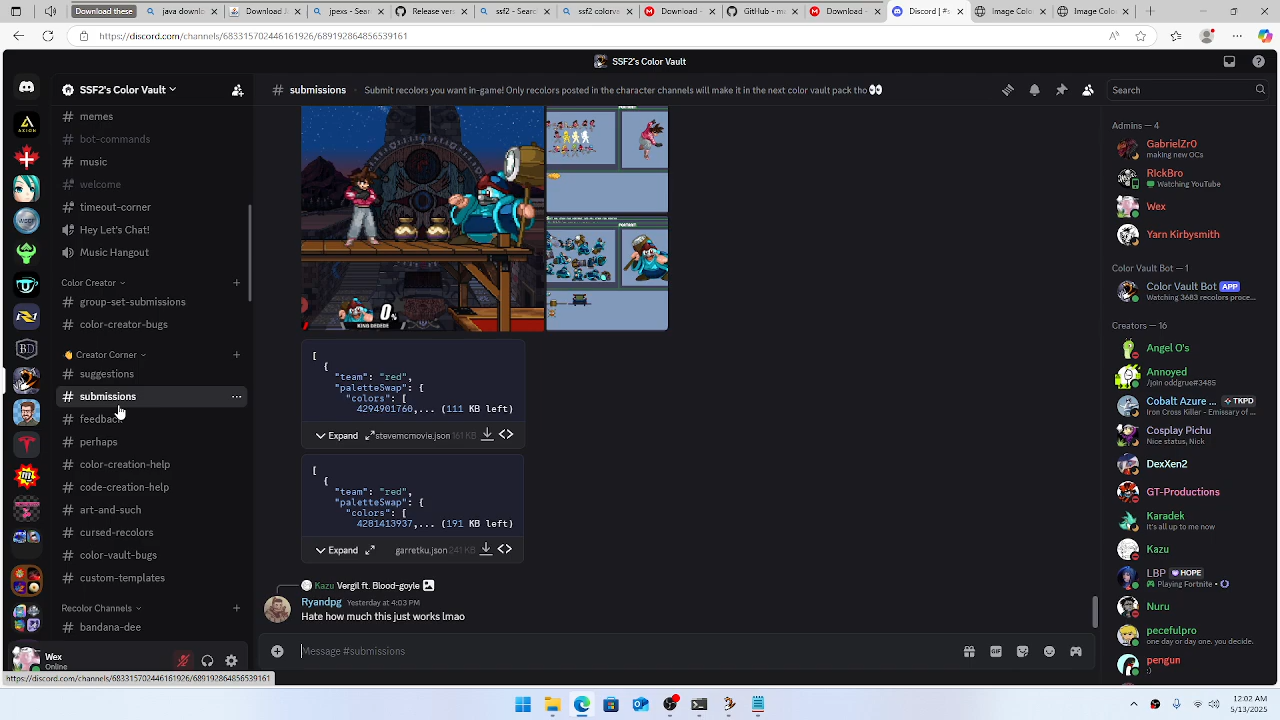 java downlo
Download J
jpexs - Sear
Release ver
ssf2 - Searc
ssf2 colorv
Download -
GitHub -
Download -
Discord | #s
Image Color
Image Color
https://discord.com/channels/683315702446161926/689192864856539161
SSF2's Color Vault
SSF2's Color Vault
memes
bot-commands
music
welcome
timeout-corner
Hey Let's Chat!
Music Hangout
Color Creator
group-set-submissions
color-creator-bugs
Creator Corner
suggestions
submissions
feedback
perhaps
color-creation-help
code-creation-help
art-and-such
cursed-recolors
color-vault-bugs
custom-templates
Recolor Channels
bandana-dee
Wex
Online
https://discord.com/channels/683315702446161926/689192864856539161
submissions
Submit recolors you want in-game! Only recolors posted in the character channels will make it in the next color vault pack tho
PORTRAIT
0%
KING DEDEDE
[
{
"team": "red",
"paletteSwap": {
"colors": [
4294901760,... (111 KB left)
Expand stevemcmovie.json 161 KB
[
{
"team": "red",
"paletteSwap": {
"colors": [
4281413937,... (191 KB left)
Expand garretku.json 241 KB
Kazu Vergil ft. Blood-goyle
Ryandpg Yesterday at 4:03 PM
Hate how much this just works lmao
Message #submissions
GIF
Search
Admins — 4
GabrielZr0
making new OCs
RickBro
Watching YouTube
Wex
Yarn Kirbysmith
Color Vault Bot — 1
Color Vault Bot APP
Watching 3683 recolors proce...
Creators — 16
Angel O's
Annoyed
/join oddgrue#3485
Cobalt Azure ... TKPD
Iron Cross Killer - Emissary of ...
Cosplay Pichu
Nice status, Nick
DexXen2
GT-Productions
Karadek
It's all up to me now
Kazu
LBP HOPE
Playing Fortnite
Nuru
pecefulpro
one day or day one. you decide.
pengun
:)
12:02 AM
5/13/2025